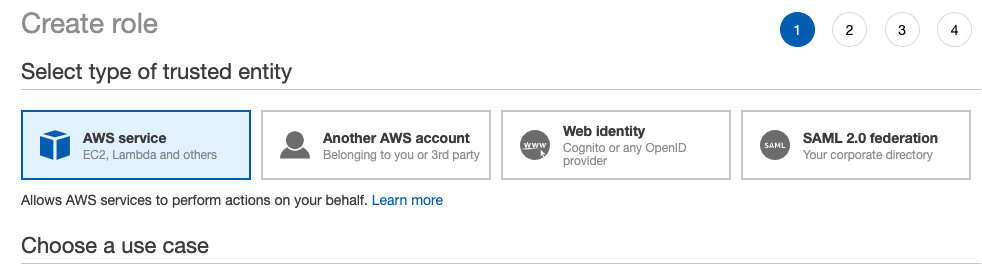 Create role
1 2 3 4
Select type of trusted entity
AWS service
EC2, Lambda and others
Another AWS account
Belonging to you or 3rd party
www
Web identity
Cognito or any OpenID
provider
SAML
SAML 2.0 federation
Your corporate directory
Allows AWS services to perform actions on your behalf. Learn more
Choose a use case